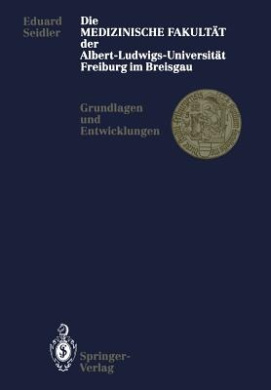 Eduard
Seidler
Die
MEDIZINISCHE FAKULTÄT
der
Albert-Ludwigs-Universität
Freiburg im Breisgau
Grundlagen
und
Entwicklungen
Springer-
Verlag